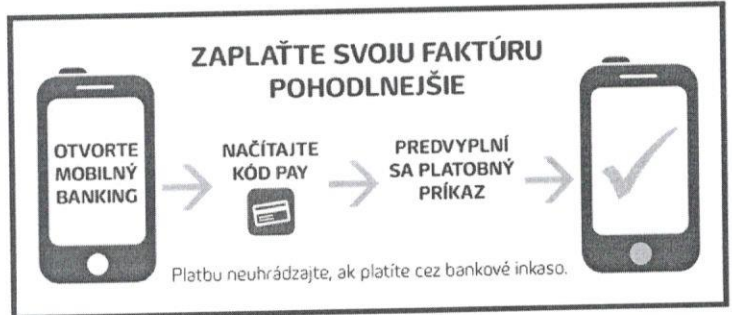 ZAPLAŤTE SVOJU FAKTÚRU
POHODLNEJŠIE
OTVORTE
MOBILNÝ
BANKING
NAČÍTAJTE
KÓD PAY
PREDVYPLNÍ
SA PLATOBNÝ
PRÍKAZ
Platbu neuhrádzajte, ak platíte cez bankové inkaso.